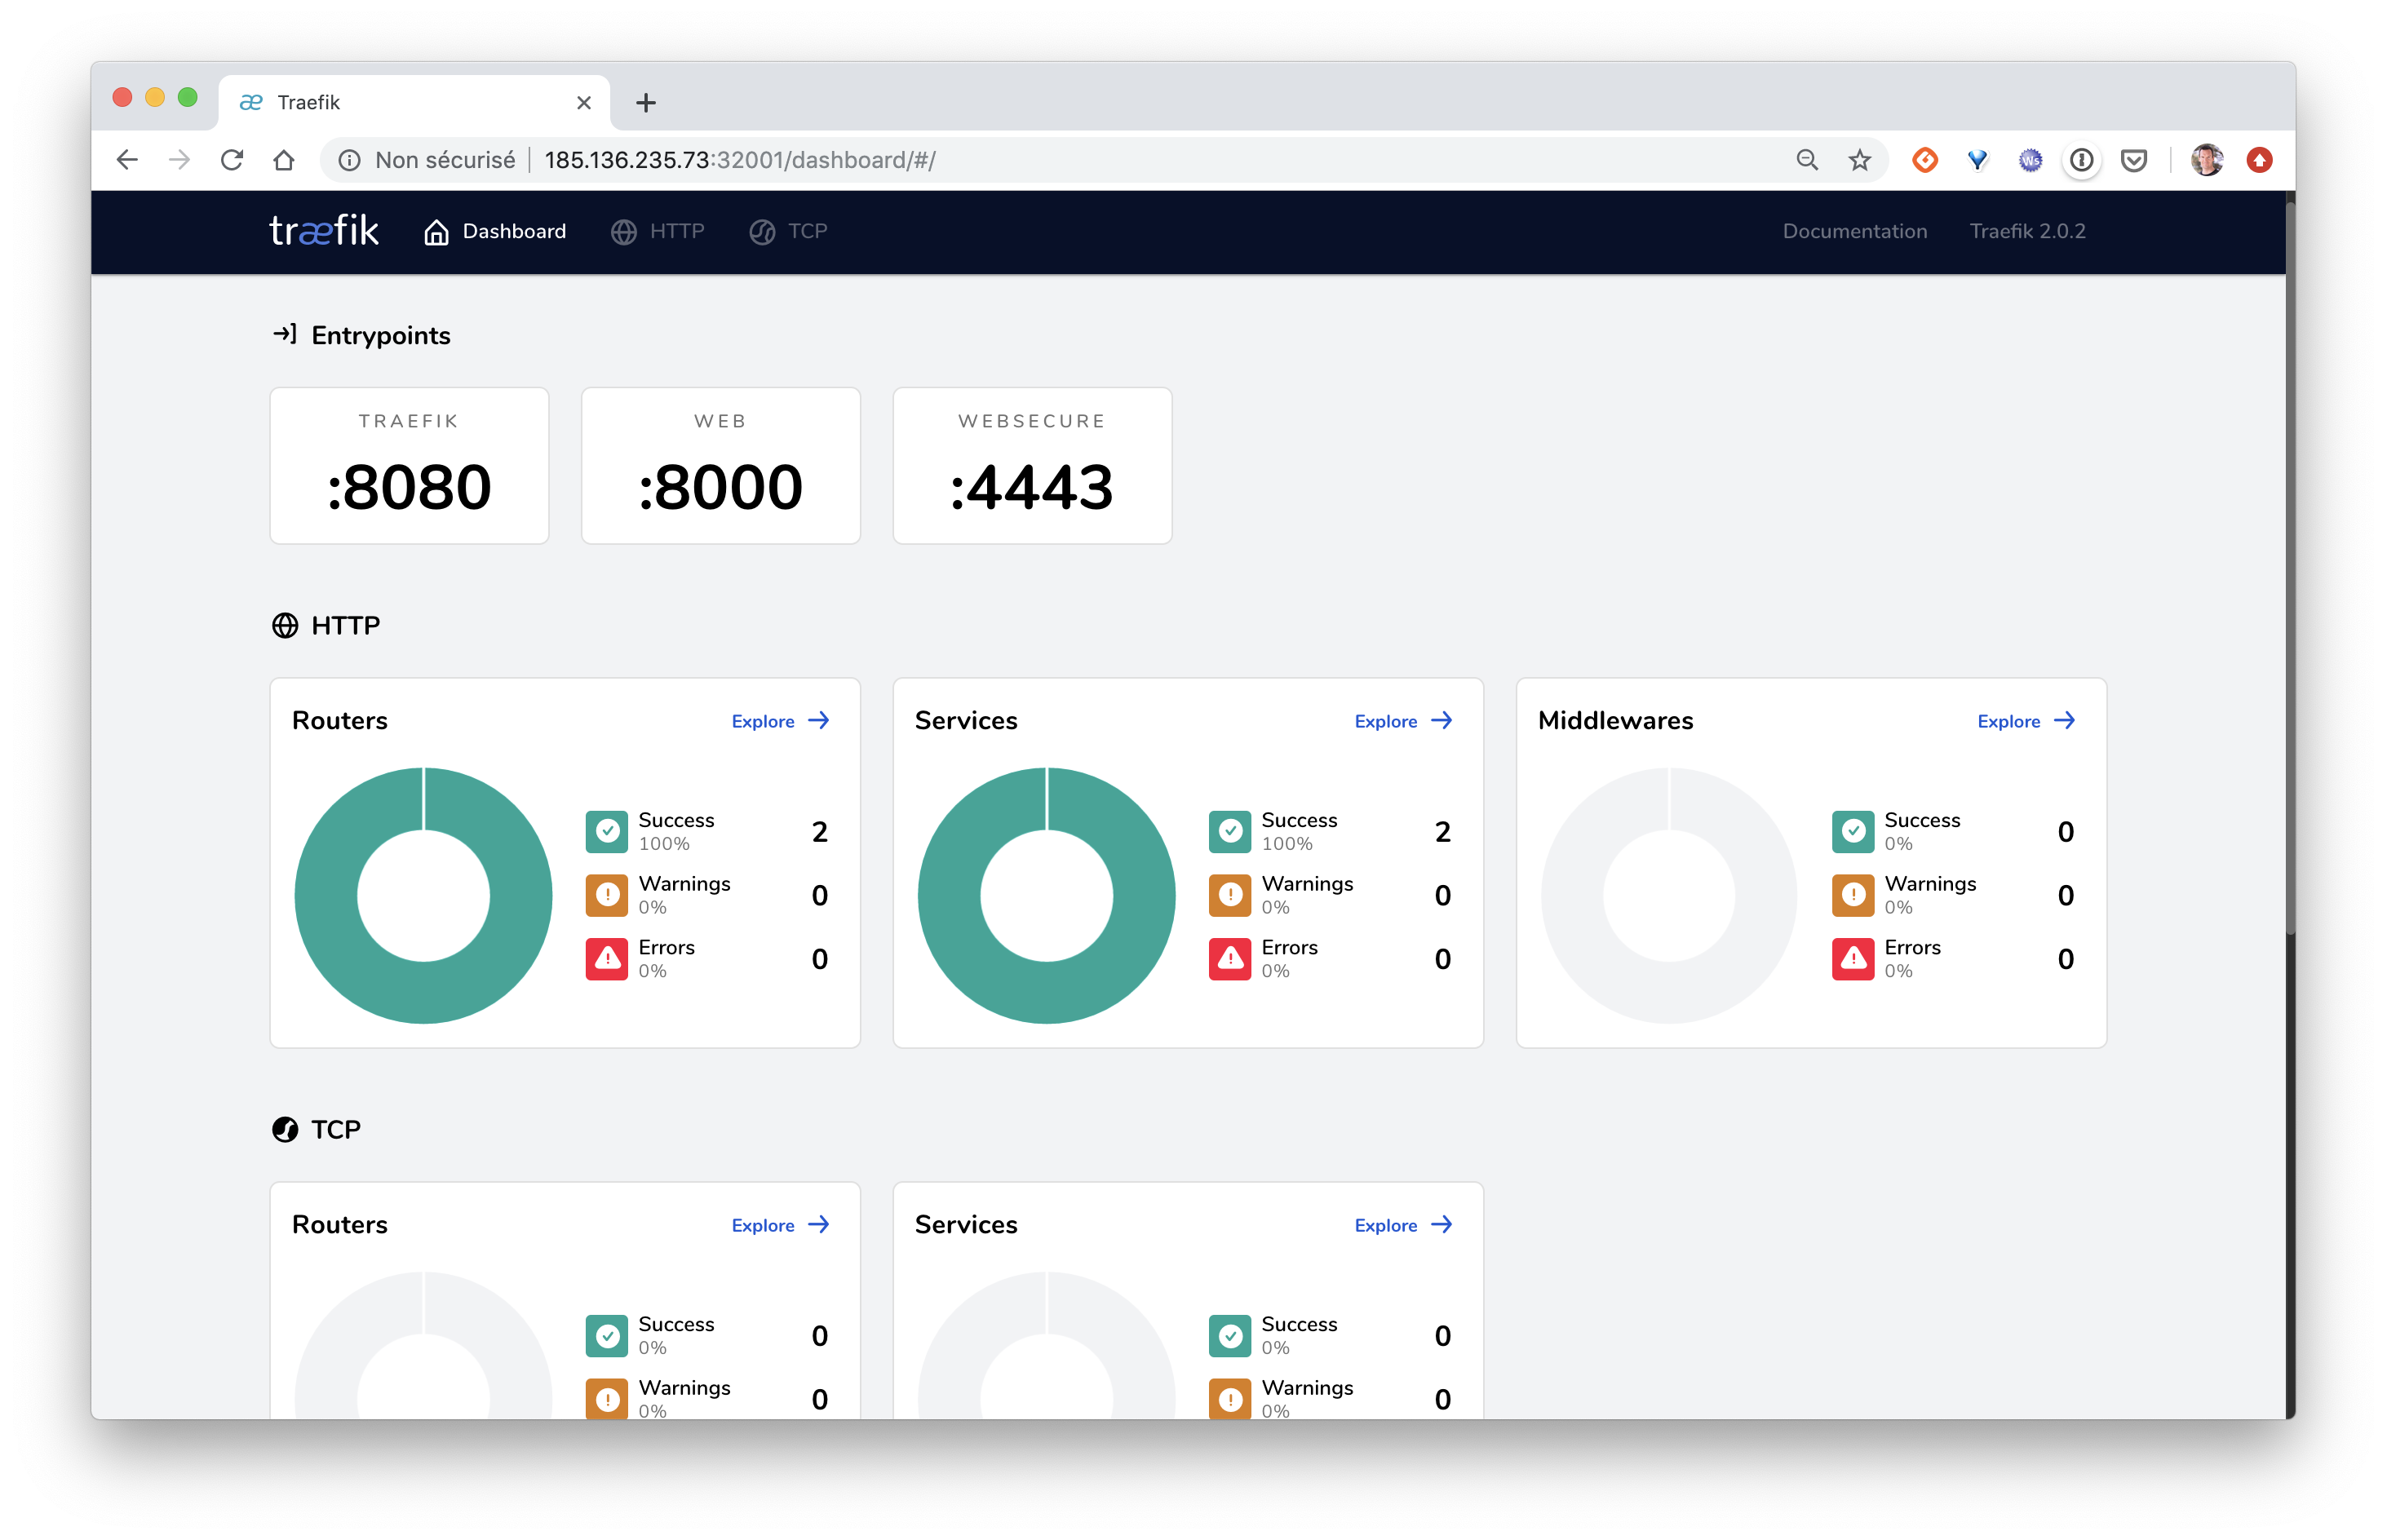 Traefik
Non sécurisé 185.136.235.73:32001/dashboard/#/
træfik Dashboard HTTP TCP Documentation Traefik 2.0.2
Entrypoints
TRAEFIK WEB WEBSECURE
:8080 :8000 :4443
HTTP
Routers Explore Services Explore Middlewares Explore
Success 2 Success 2 Success 0
100% 100% 0%
Warnings 0 Warnings 0 Warnings 0
0% 0% 0%
Errors 0 Errors 0 Errors 0
0% 0% 0%
TCP
Routers Explore Services Explore
Success 0 Success 0
0% 0%
Warnings 0 Warnings 0
0% 0%